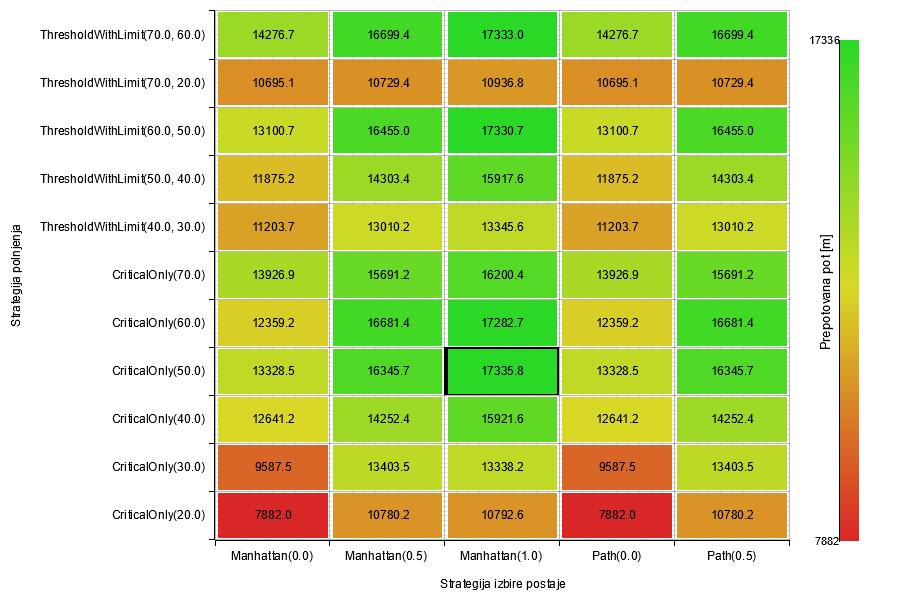 ThresholdWithLimit(70.0, 60.0) 14276.7 16699.4 17333.0 14276.7 16699.4
ThresholdWithLimit(70.0, 20.0) 10695.1 10729.4 10936.8 10695.1 10729.4
ThresholdWithLimit(60.0, 50.0) 13100.7 16455.0 17330.7 13100.7 16455.0
ThresholdWithLimit(50.0, 40.0) 11875.2 14303.4 15917.6 11875.2 14303.4
ThresholdWithLimit(40.0, 30.0) 11203.7 13010.2 13345.6 11203.7 13010.2
CriticalOnly(70.0) 13926.9 15691.2 16200.4 13926.9 15691.2
CriticalOnly(60.0) 12359.2 16681.4 17282.7 12359.2 16681.4
CriticalOnly(50.0) 13328.5 16345.7 17335.8 13328.5 16345.7
CriticalOnly(40.0) 12641.2 14252.4 15921.6 12641.2 14252.4
CriticalOnly(30.0) 9587.5 13403.5 13338.2 9587.5 13403.5
CriticalOnly(20.0) 7882.0 10780.2 10792.6 7882.0 10780.2
Manhattan(0.0) Manhattan(0.5) Manhattan(1.0) Path(0.0) Path(0.5)
Strategija izbire postaje
Strategija polnjenja
17336
Prepotovana pot [m]
7882